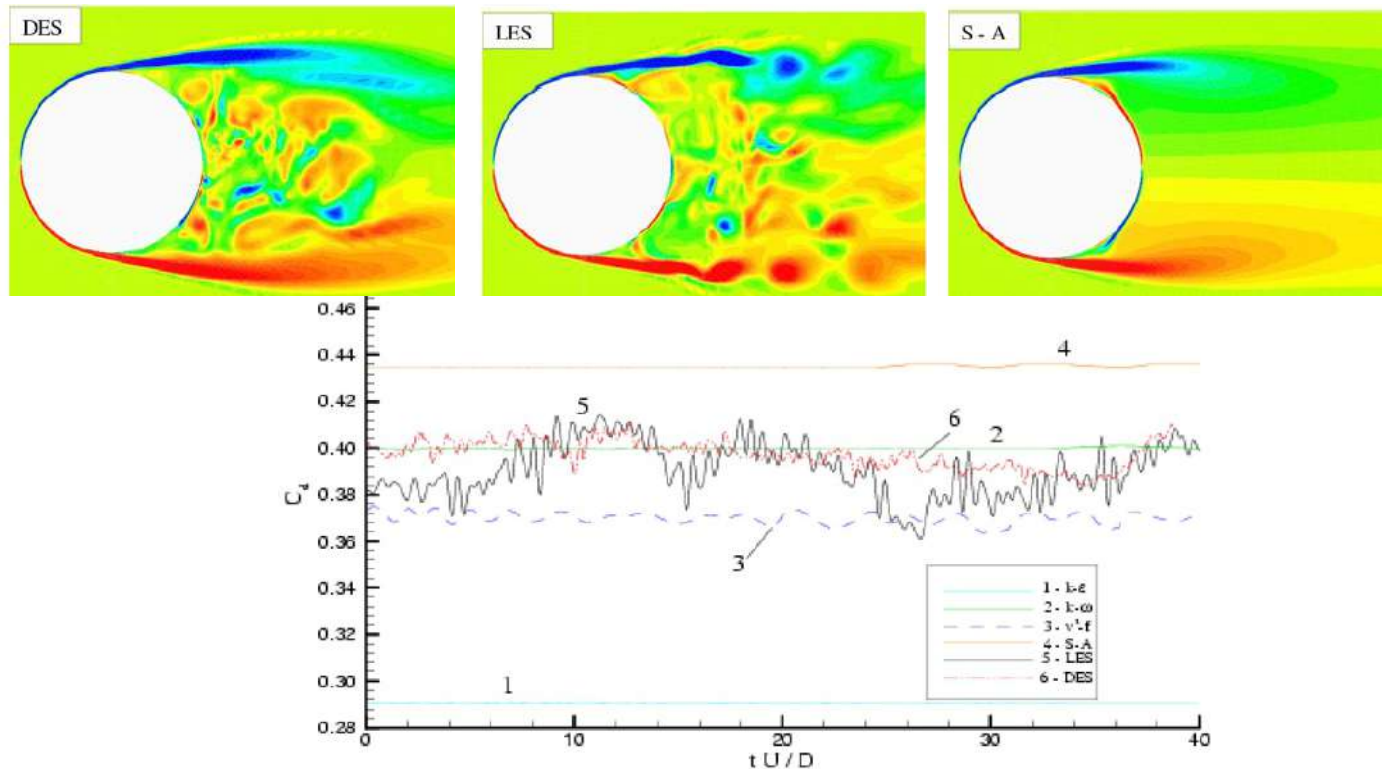 DES
LES
S - A
0.46
0.44
0.42
0.40
0.38
0.36
0.34
0.32
0.30
0.28
C_d
4
5
6
2
3
1
1 - k-ε
2 - k-ω
3 - v²-f
4 - S-A
5 - LES
6 - DES
0 10 20 30 40
t U / D